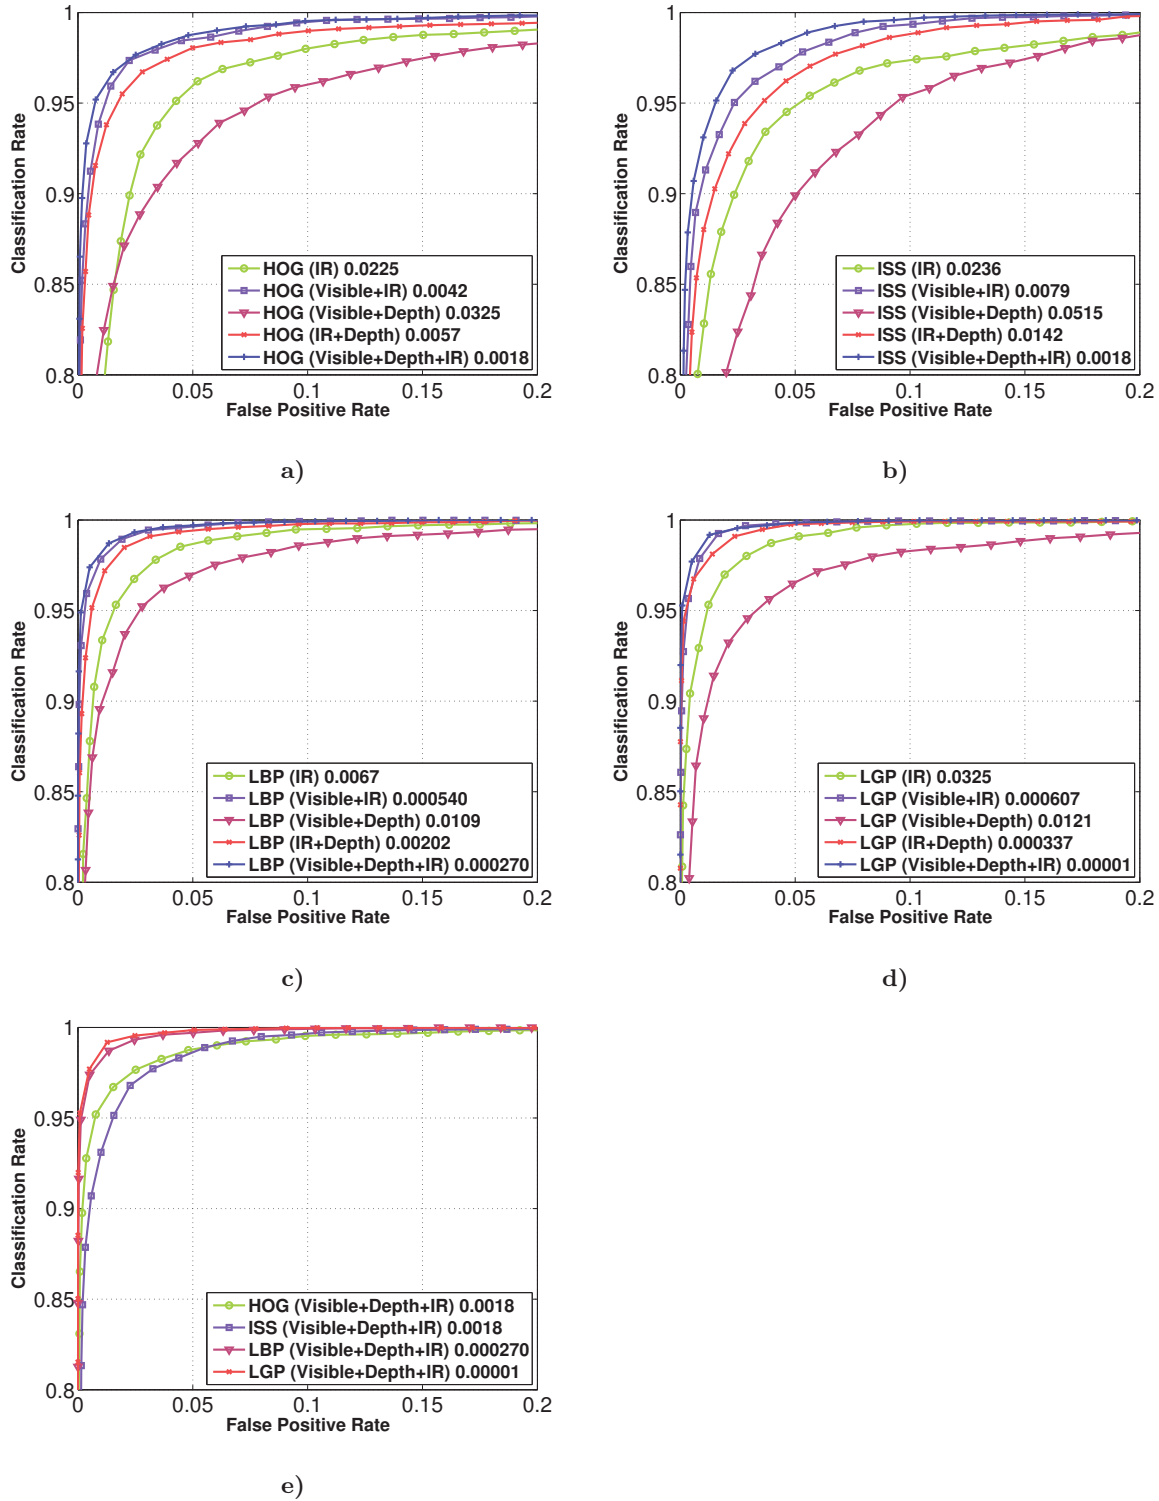 1
0.95
0.9
0.85
0.8
0 0.05 0.1 0.15 0.2
Classification Rate
False Positive Rate
HOG (IR) 0.0225
HOG (Visible+IR) 0.0042
HOG (Visible+Depth) 0.0325
HOG (IR+Depth) 0.0057
HOG (Visible+Depth+IR) 0.0018
a)
1
0.95
0.9
0.85
0.8
0 0.05 0.1 0.15 0.2
Classification Rate
False Positive Rate
ISS (IR) 0.0236
ISS (Visible+IR) 0.0079
ISS (Visible+Depth) 0.0515
ISS (IR+Depth) 0.0142
ISS (Visible+Depth+IR) 0.0018
b)
1
0.95
0.9
0.85
0.8
0 0.05 0.1 0.15 0.2
Classification Rate
False Positive Rate
LBP (IR) 0.0067
LBP (Visible+IR) 0.000540
LBP (Visible+Depth) 0.0109
LBP (IR+Depth) 0.00202
LBP (Visible+Depth+IR) 0.000270
c)
1
0.95
0.9
0.85
0.8
0 0.05 0.1 0.15 0.2
Classification Rate
False Positive Rate
LGP (IR) 0.0325
LGP (Visible+IR) 0.000607
LGP (Visible+Depth) 0.0121
LGP (IR+Depth) 0.000337
LGP (Visible+Depth+IR) 0.00001
d)
1
0.95
0.9
0.85
0.8
0 0.05 0.1 0.15 0.2
Classification Rate
False Positive Rate
HOG (Visible+Depth+IR) 0.0018
ISS (Visible+Depth+IR) 0.0018
LBP (Visible+Depth+IR) 0.000270
LGP (Visible+Depth+IR) 0.00001
e)